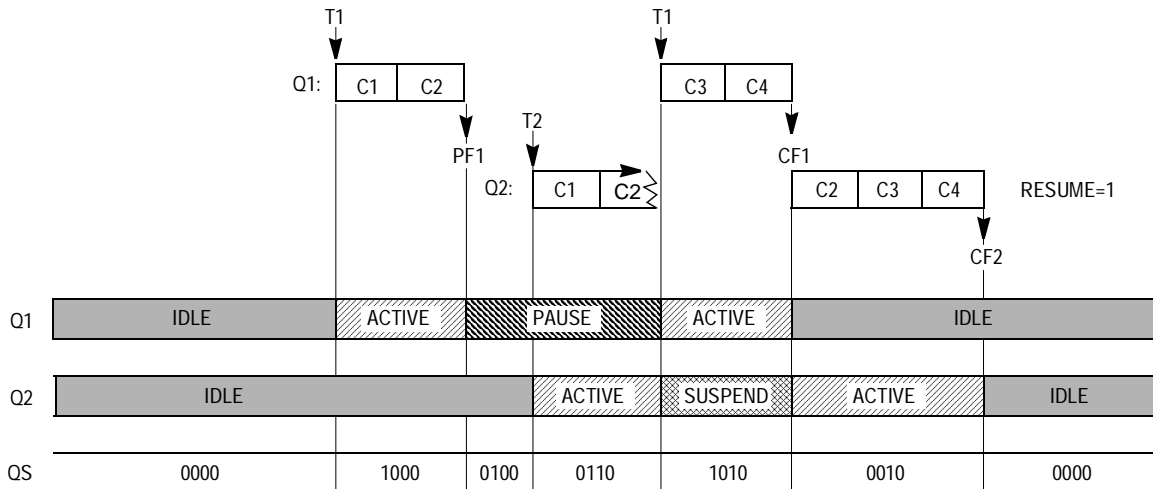 T1 T1
Q1: C1 C2 C3 C4
PF1 T2 CF1
Q2: C1 C2 C2 C3 C4 RESUME=1
CF2
Q1 IDLE ACTIVE PAUSE ACTIVE IDLE
Q2 IDLE ACTIVE SUSPEND ACTIVE IDLE
QS 0000 1000 0100 0110 1010 0010 0000